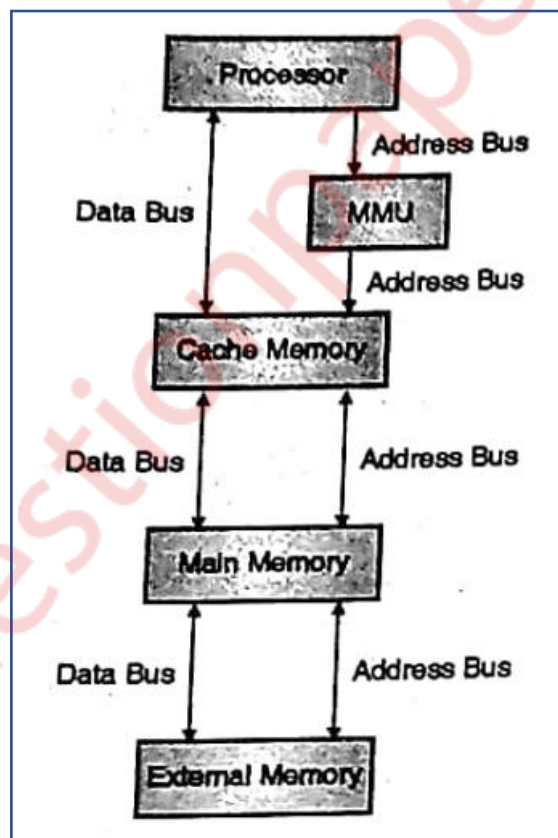 Processor
Address Bus
Data Bus
MMU
Address Bus
Cache Memory
Data Bus
Address Bus
Main Memory
Data Bus
Address Bus
External Memory
estionpape